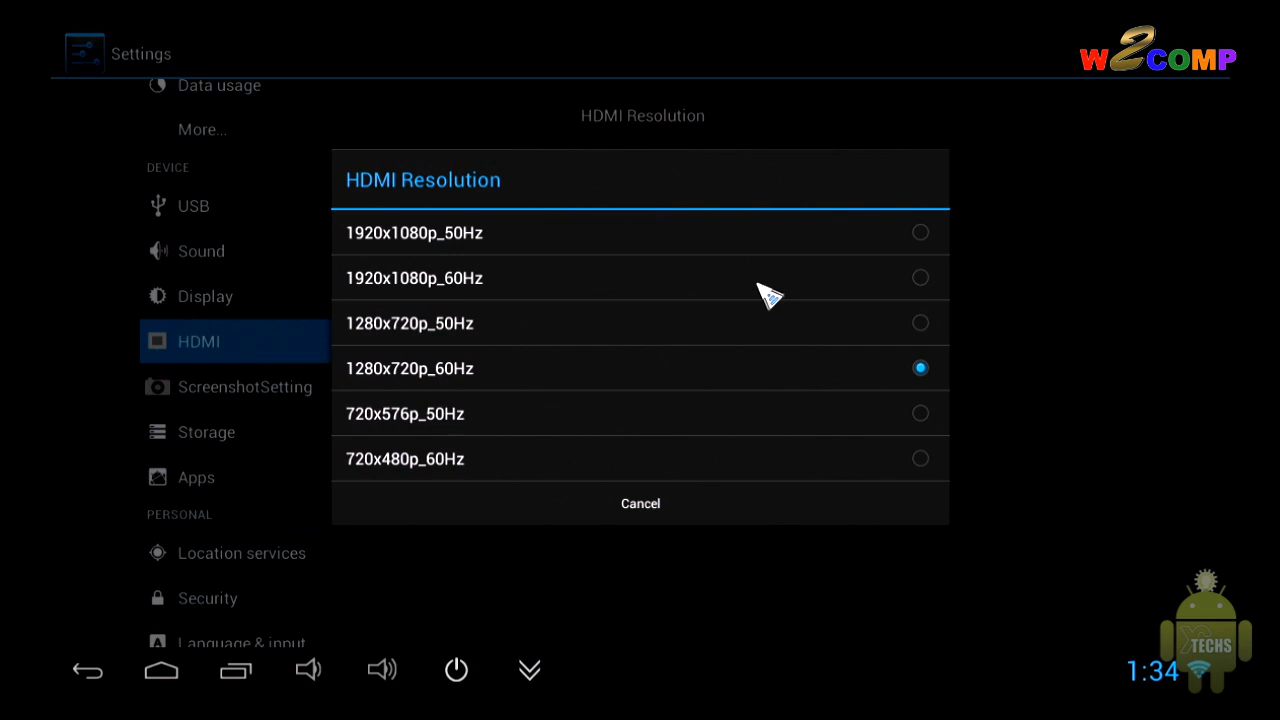 Settings
W2COMP
Data usage
More...
HDMI Resolution
DEVICE
USB
Sound
Display
HDMI
ScreenshotSetting
Storage
Apps
PERSONAL
Location services
Security
Language & input
HDMI Resolution
1920x1080p_50Hz
1920x1080p_60Hz
1280x720p_50Hz
1280x720p_60Hz
720x576p_50Hz
720x480p_60Hz
Cancel
TECHS
1:34